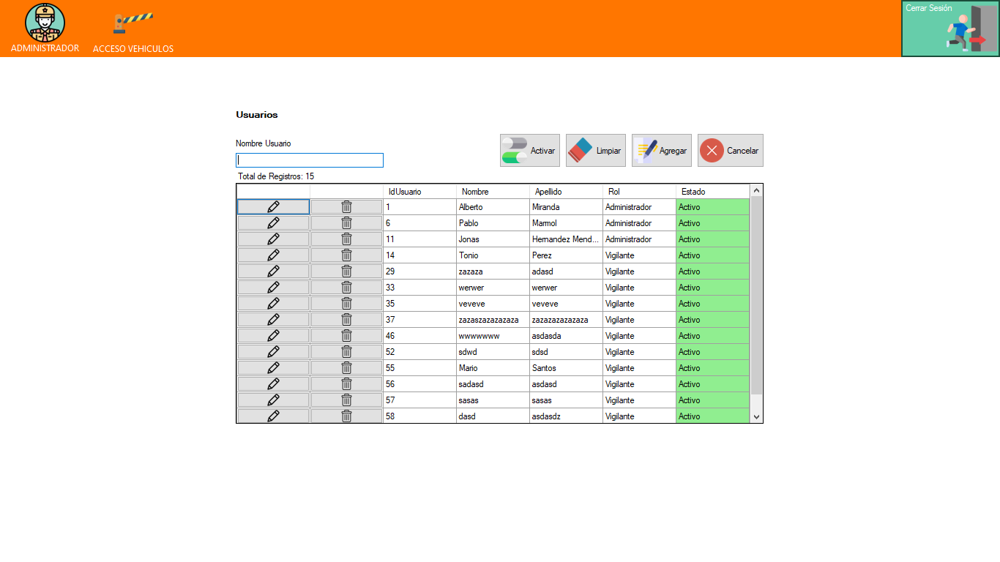 ADMINISTRADOR
ACCESO VEHICULOS
Cerrar Sesión
Usuarios
Nombre Usuario
Activar
Limpiar
Agregar
Cancelar
Total de Registros: 15
IdUsuario Nombre Apellido Rol Estado
1 Alberto Miranda Administrador Activo
6 Pablo Marmol Administrador Activo
11 Jonas Hernandez Mend... Administrador Activo
14 Tonio Perez Vigilante Activo
29 zazaza adasd Vigilante Activo
33 werwer werwer Vigilante Activo
35 veveve veveve Vigilante Activo
37 zazaszazazazaza zazazazazazaza Vigilante Activo
46 wwwwwww asdasda Vigilante Activo
52 sdwd sdsd Vigilante Activo
55 Mario Santos Vigilante Activo
56 sadasd asdasd Vigilante Activo
57 sasas sasas Vigilante Activo
58 dasd asdasdz Vigilante Activo